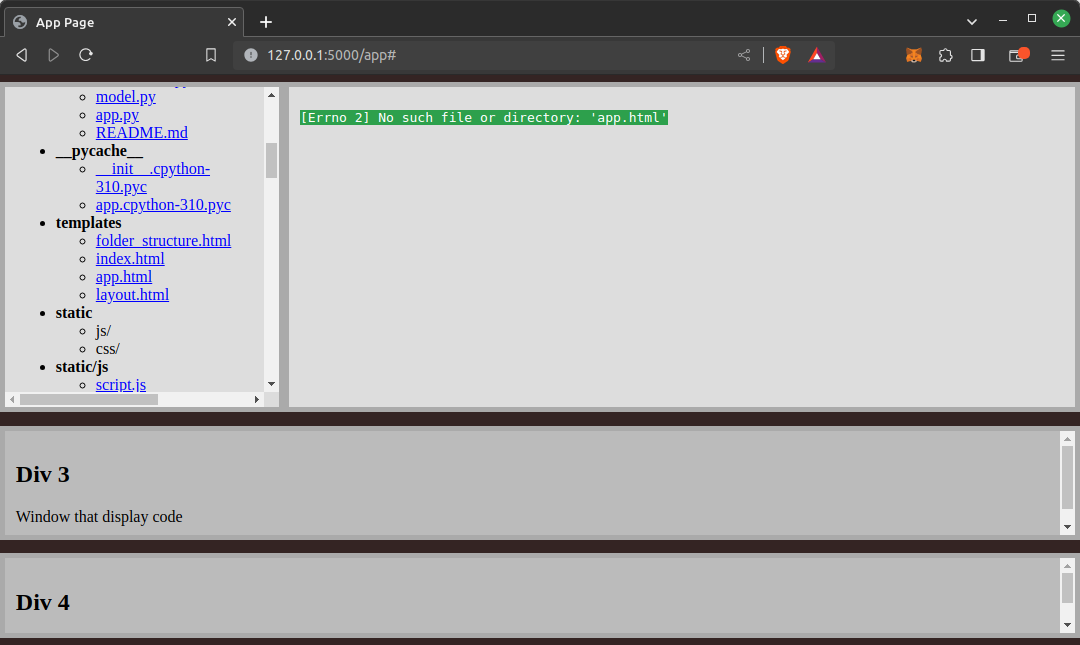 App Page
127.0.0.1:5000/app#
model.py
app.py
README.md
__pycache__
__init__.cpython-
310.pyc
app.cpython-310.pyc
templates
folder_structure.html
index.html
app.html
layout.html
static
js/
css/
static/js
script.js
[Errno 2] No such file or directory: 'app.html'
Div 3
Window that display code
Div 4